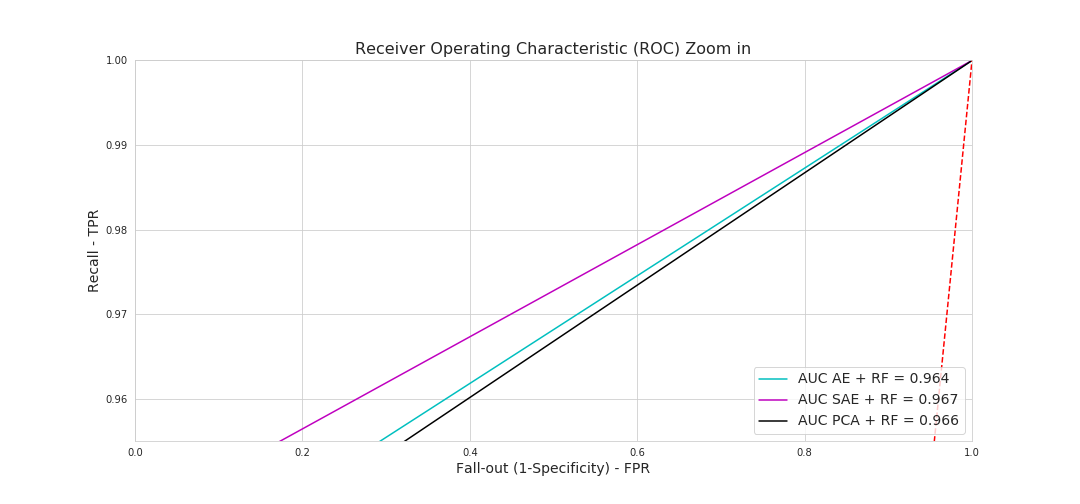 Receiver Operating Characteristic (ROC) Zoom in
1.00
0.99
0.98
0.97
0.96
Recall - TPR
AUC AE + RF = 0.964
AUC SAE + RF = 0.967
AUC PCA + RF = 0.966
0.0 0.2 0.4 0.6 0.8 1.0
Fall-out (1-Specificity) - FPR